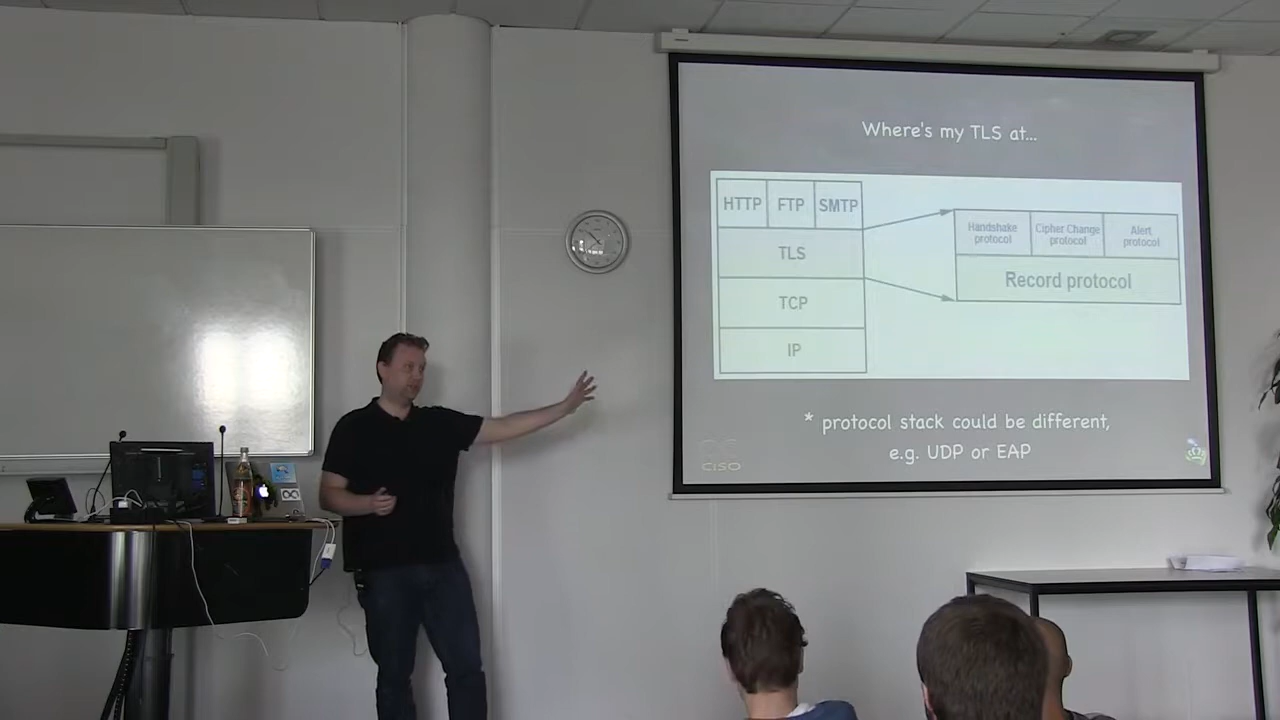 Where's my TLS at...
HTTP FTP SMTP
TLS
TCP
IP
Handshake protocol
Cipher Change protocol
Alert protocol
Record protocol
* protocol stack could be different,
e.g. UDP or EAP
CISO